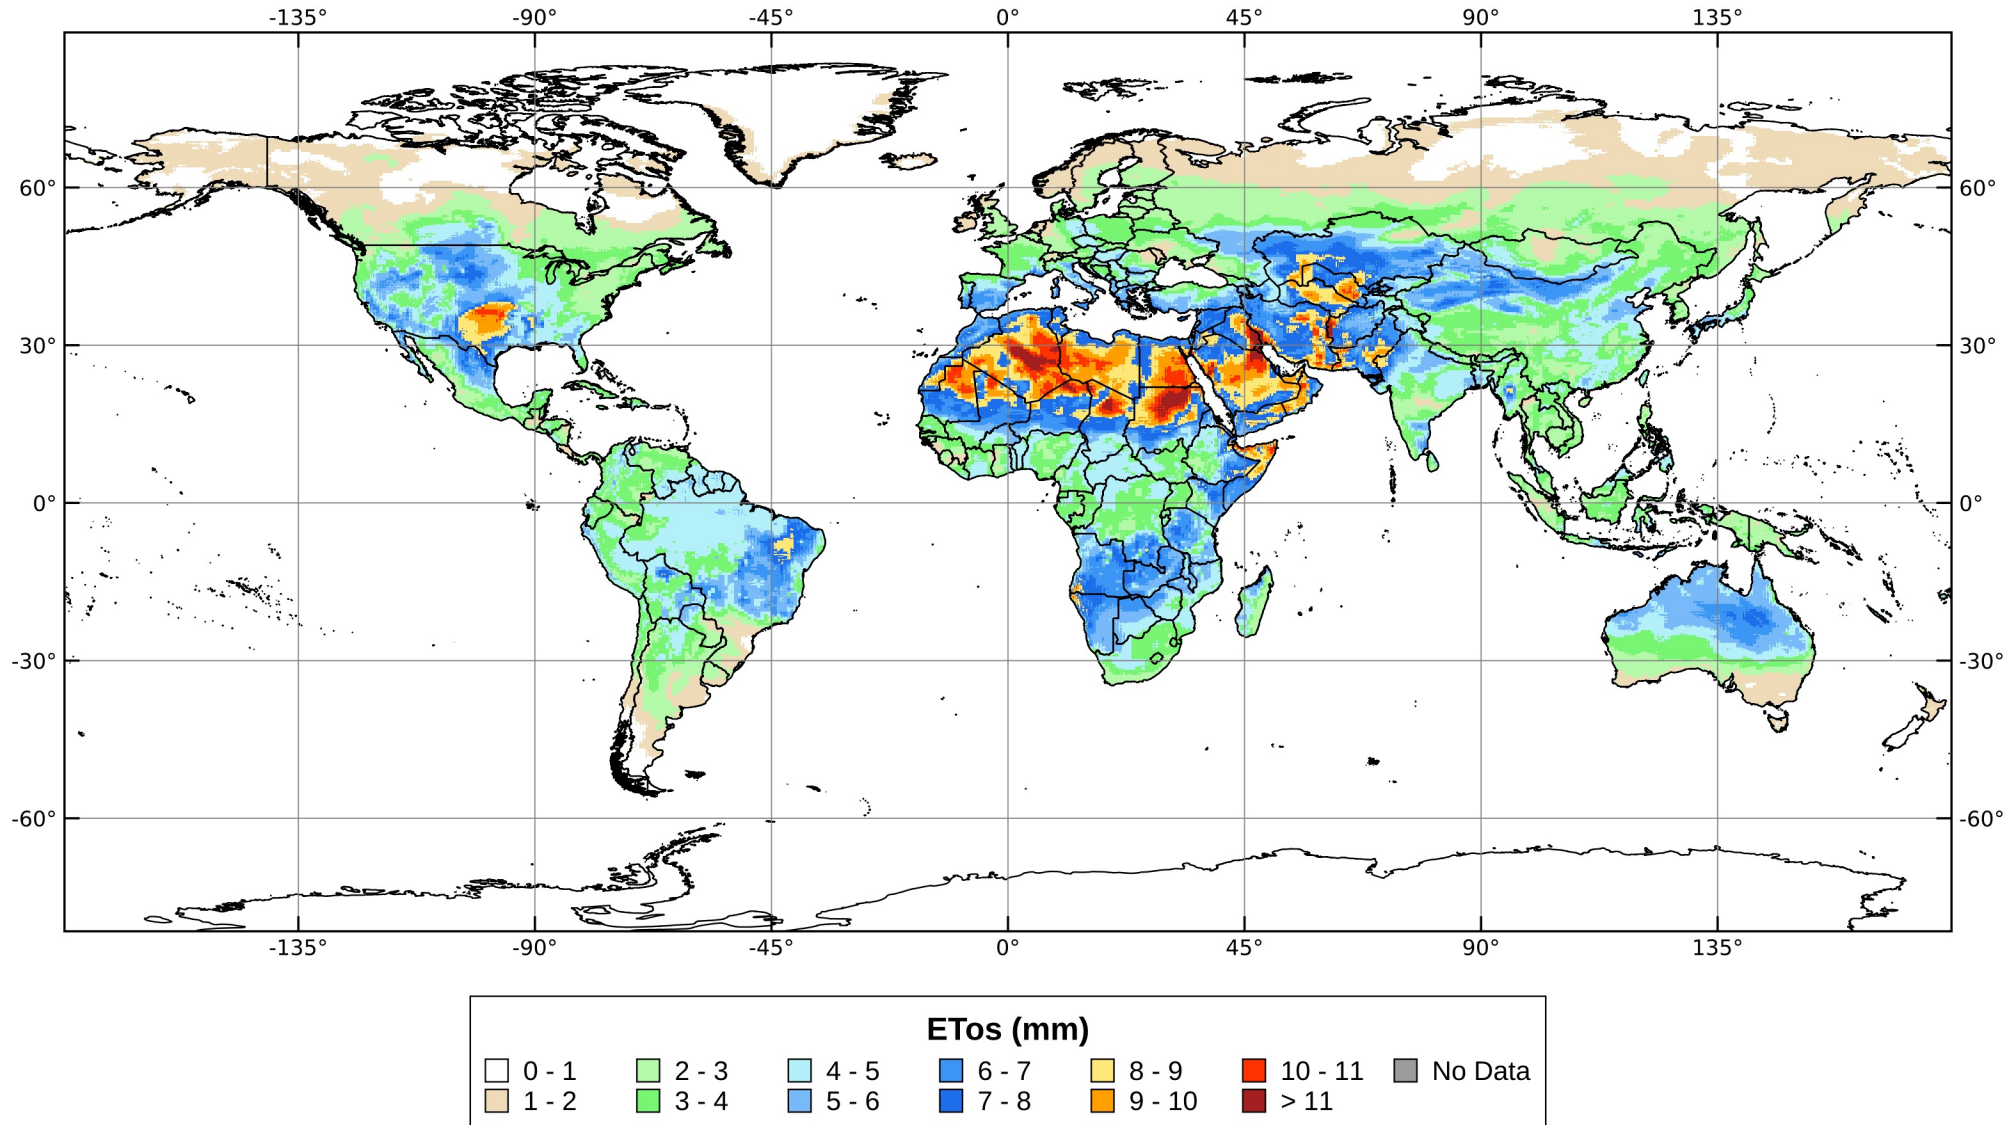 -135° -90° -45° 0° 45° 90° 135°
60° 60°
30° 30°
0° 0°
-30° -30°
-60° -60°
-135° -90° -45° 0° 45° 90° 135°
ETos (mm)
0 - 1 2 - 3 4 - 5 6 - 7 8 - 9 10 - 11 No Data
1 - 2 3 - 4 5 - 6 7 - 8 9 - 10 > 11